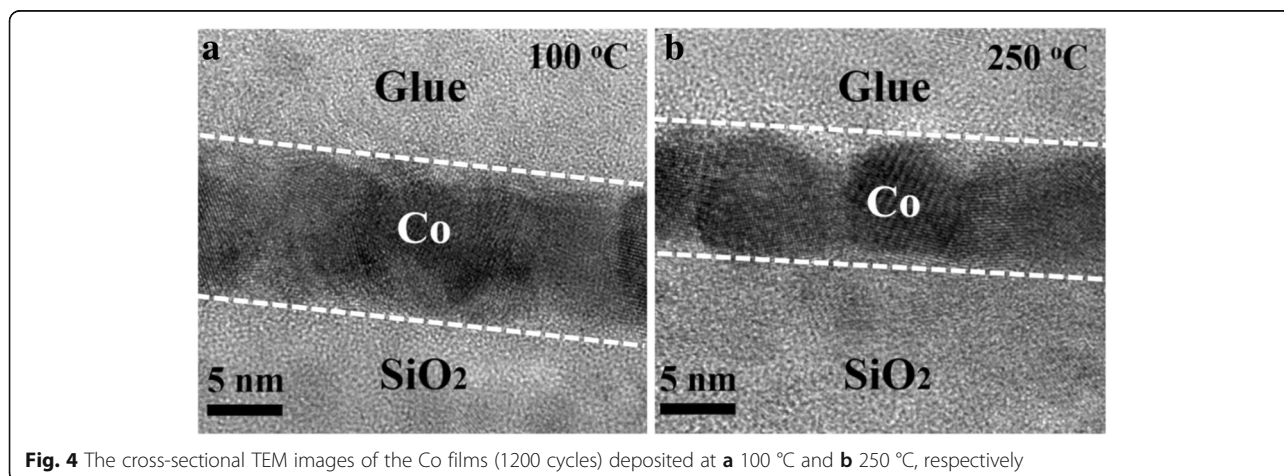 a
100 °C
Glue
Co
SiO2
5 nm
b
250 °C
Glue
Co
SiO2
5 nm
Fig. 4 The cross-sectional TEM images of the Co films (1200 cycles) deposited at a 100 °C and b 250 °C, respectively